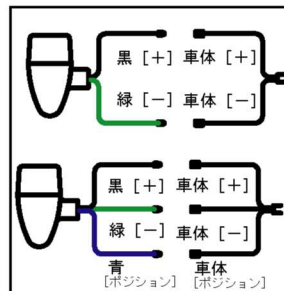 黒 [+] 車体 [+]
緑 [−] 車体 [−]
黒 [+] 車体 [+]
緑 [−] 車体 [−]
青 車体
[ポジション] [ポジション]